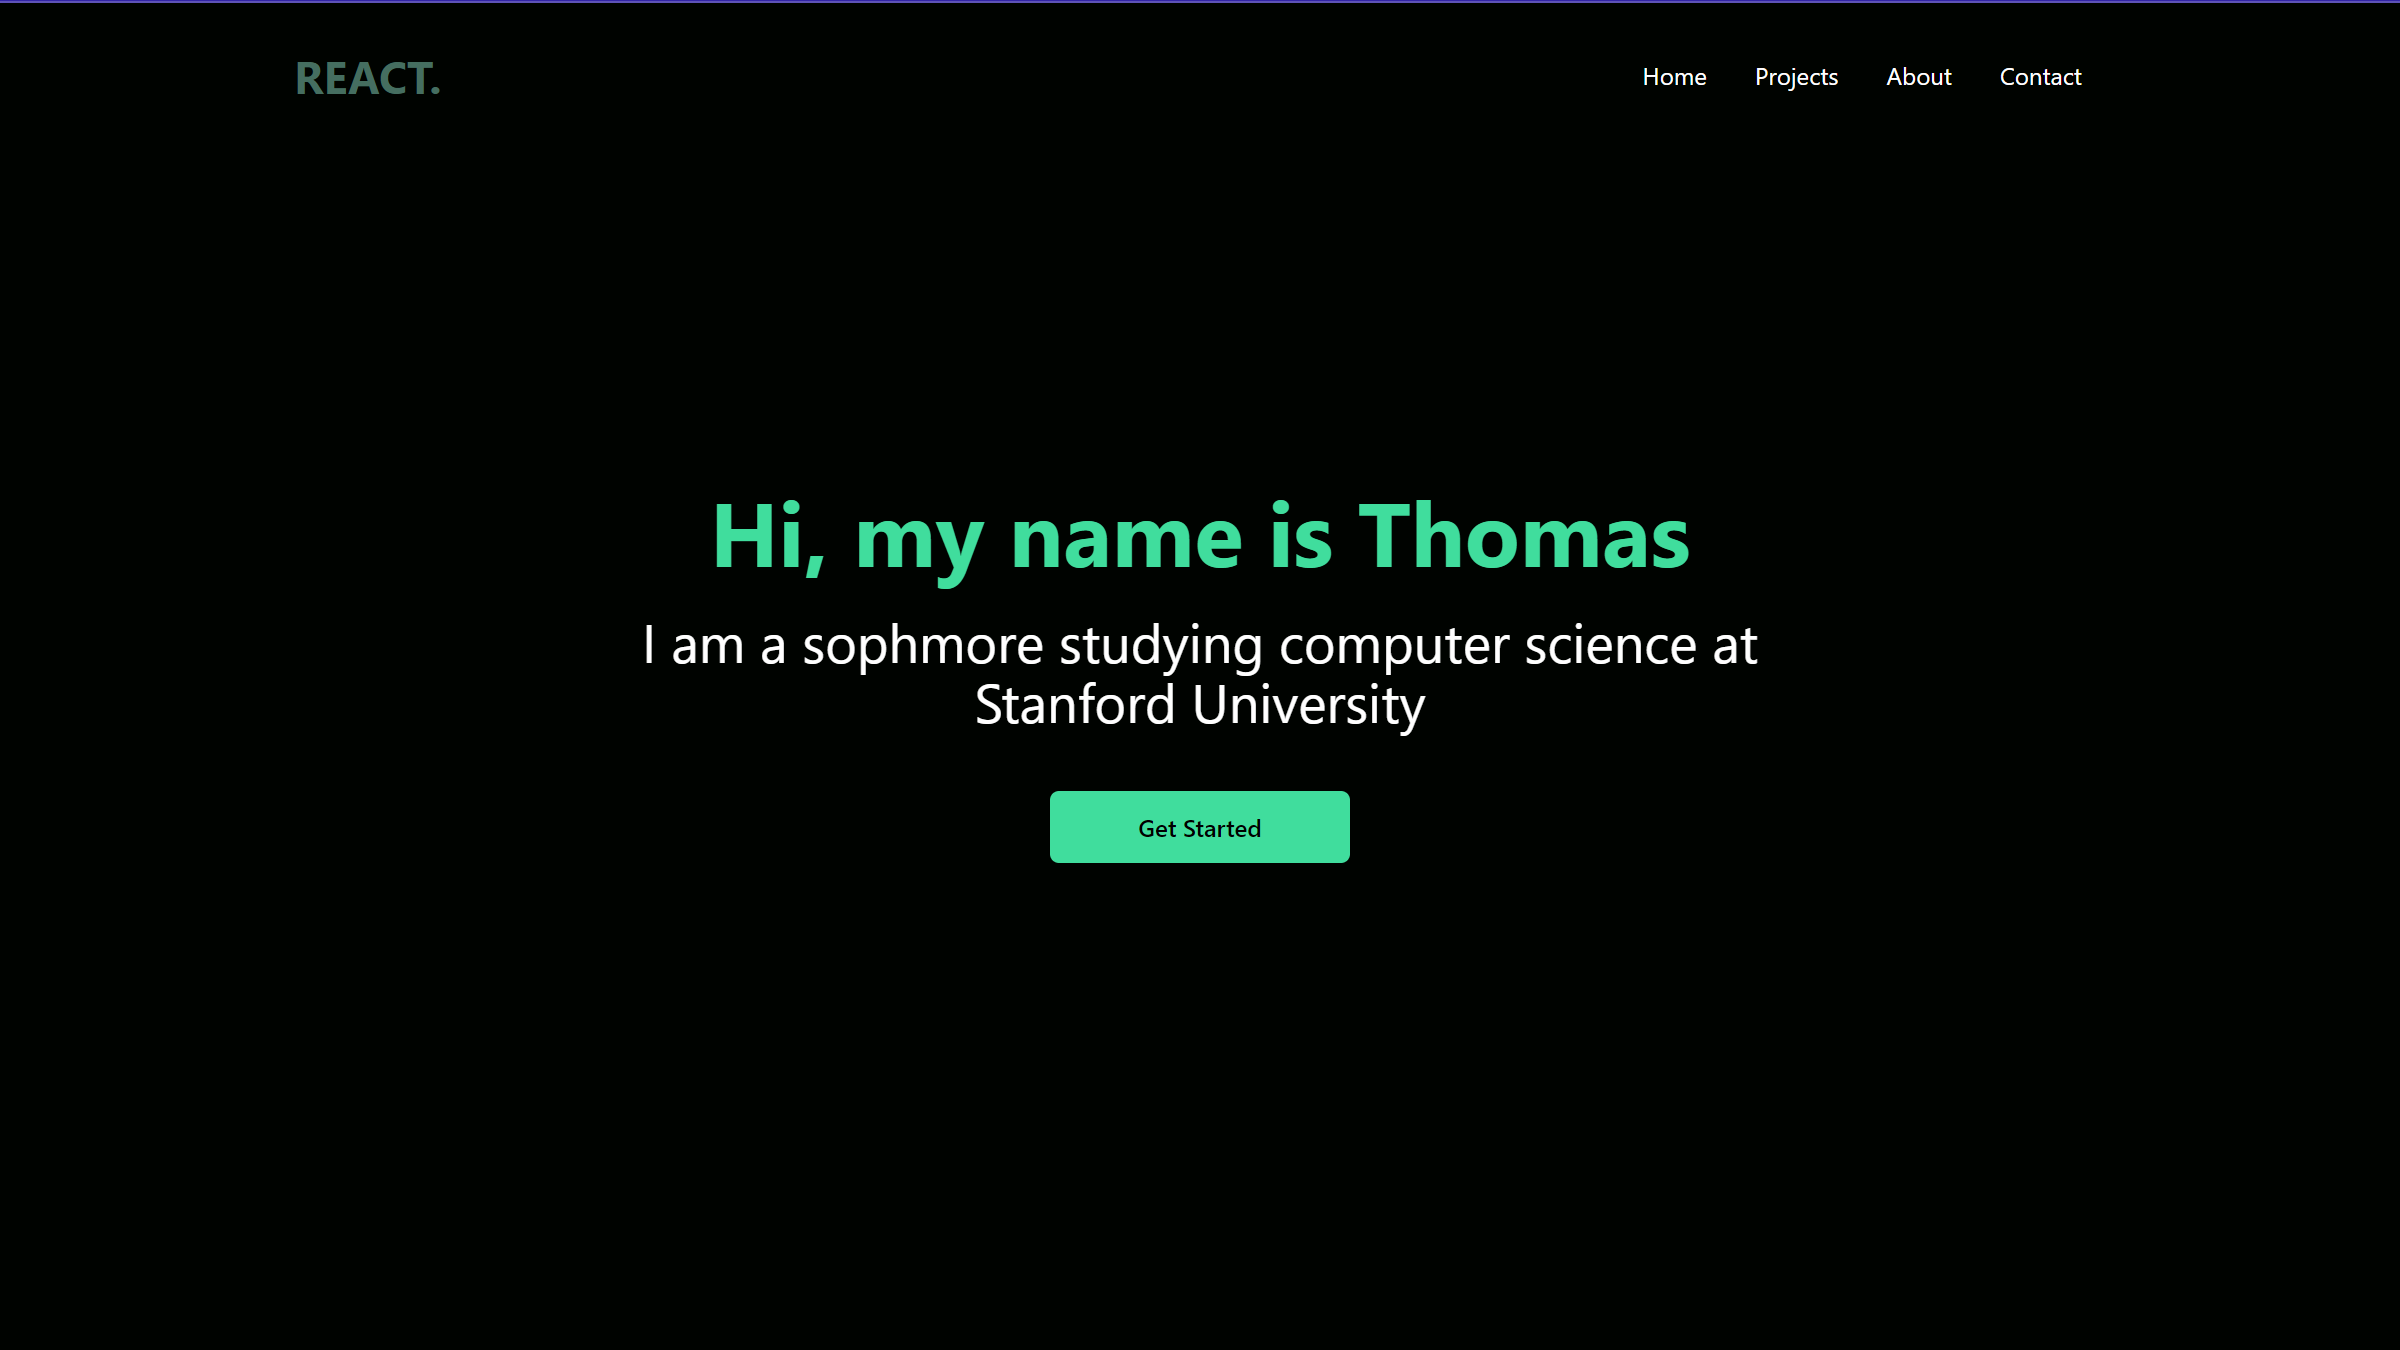 REACT.
Home
Projects
About
Contact
Hi, my name is Thomas
I am a sophmore studying computer science at
Stanford University
Get Started